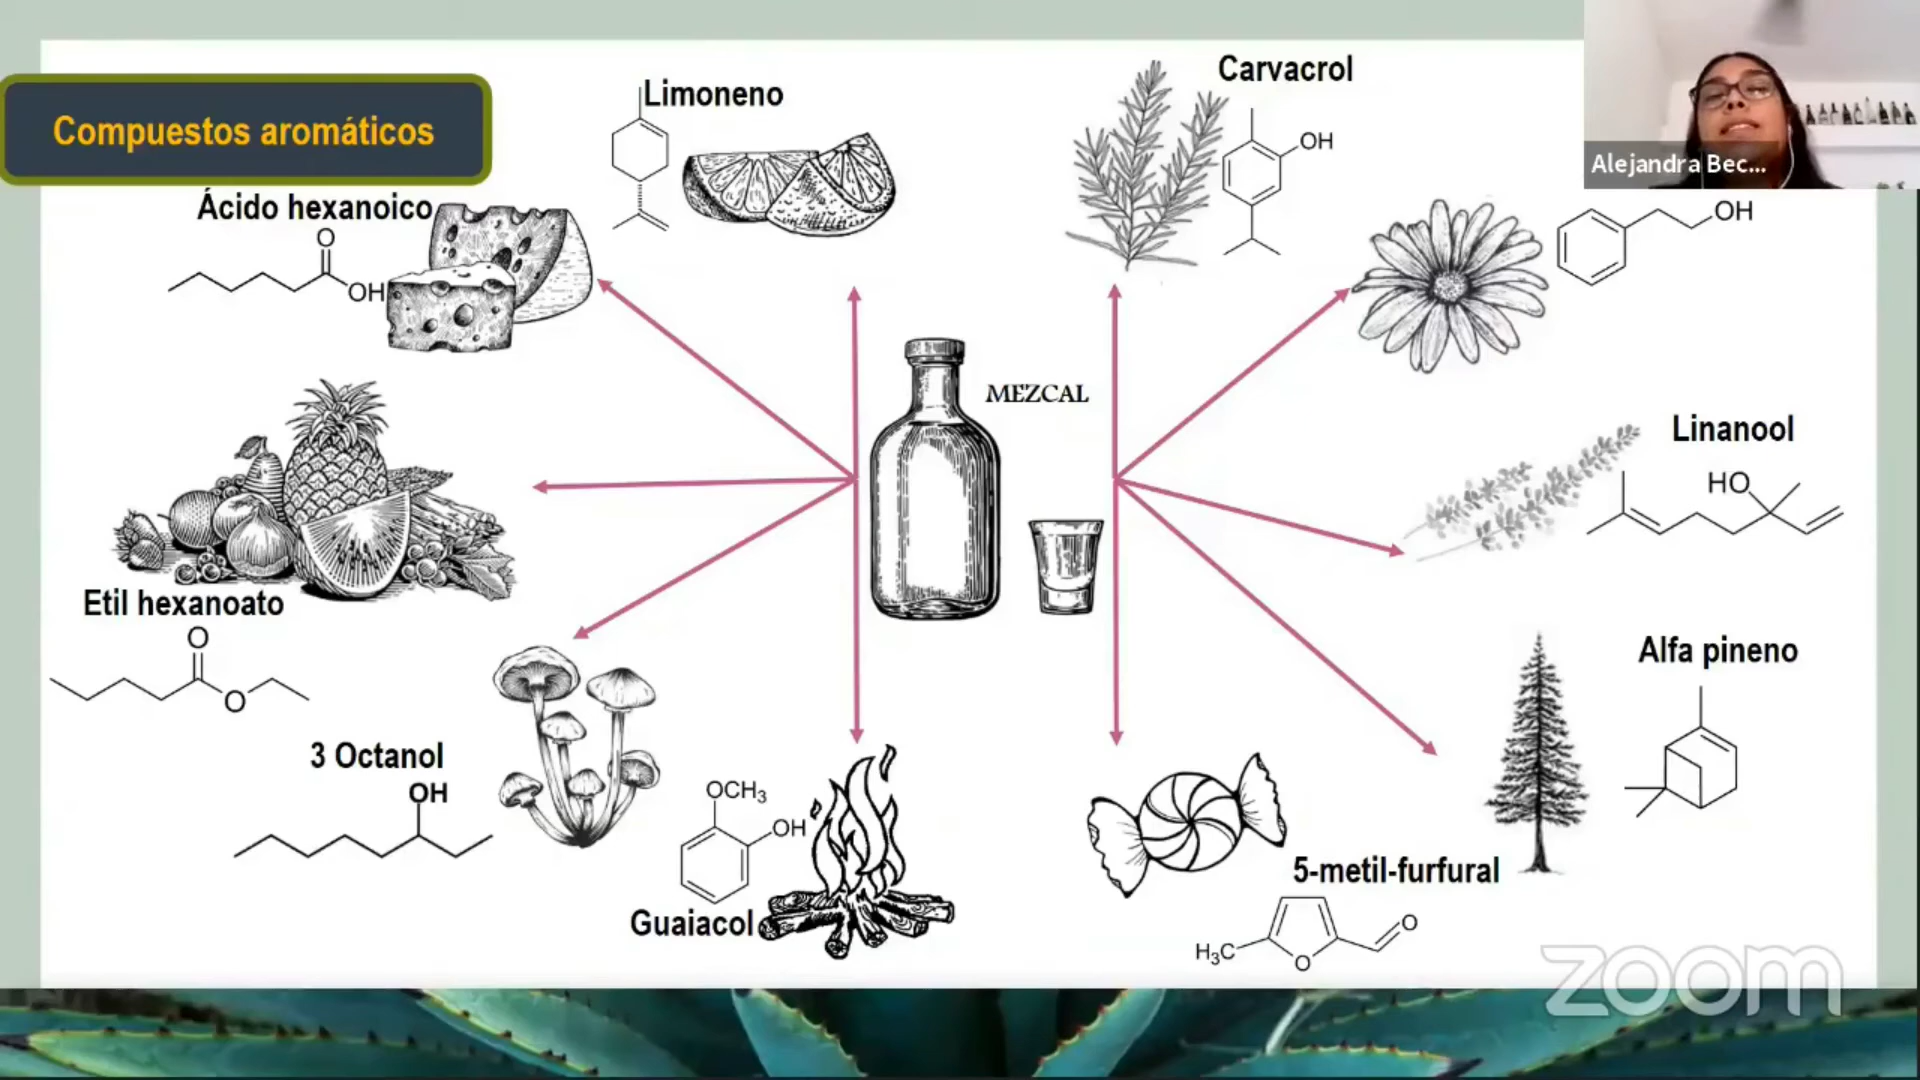 Compuestos aromáticos
Limoneno
Carvacrol
OH
Alejandra Bec...
Ácido hexanoico
O
OH
OH
MEZCAL
Linanool
HO
Etil hexanoato
O
O
Alfa pineno
3 Octanol
OH
OCH₃
OH
Guaiacol
5-metil-furfural
H₃C
O
O
zoom